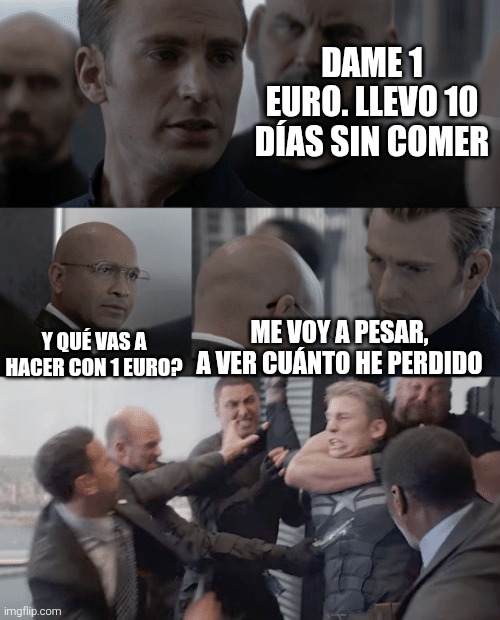 DAME 1
EURO. LLEVO 10
DÍAS SIN COMER
Y QUÉ VAS A
HACER CON 1 EURO?
ME VOY A PESAR,
A VER CUÁNTO HE PERDIDO
imgflip.com